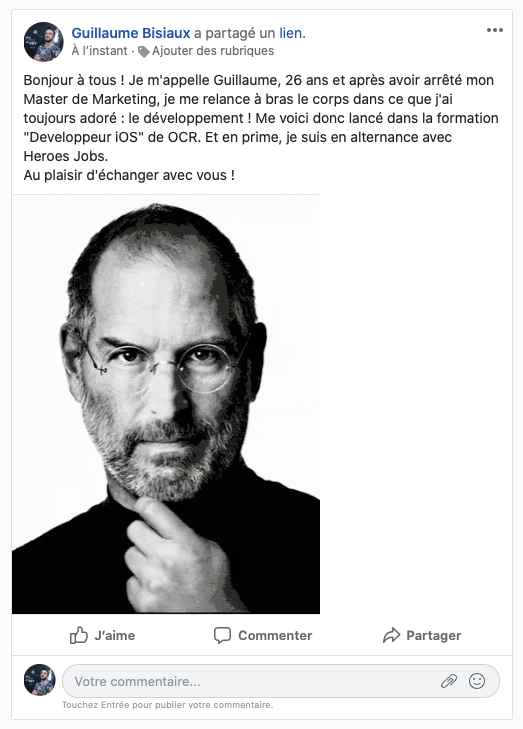 Guillaume Bisiaux a partagé un lien.
À l'instant · Ajouter des rubriques
Bonjour à tous ! Je m'appelle Guillaume, 26 ans et après avoir arrêté mon
Master de Marketing, je me relance à bras le corps dans ce que j'ai
toujours adoré : le développement ! Me voici donc lancé dans la formation
"Developpeur iOS" de OCR. Et en prime, je suis en alternance avec
Heroes Jobs.
Au plaisir d'échanger avec vous !
J'aime Commenter Partager
Votre commentaire...
Touchez Entrée pour publier votre commentaire.